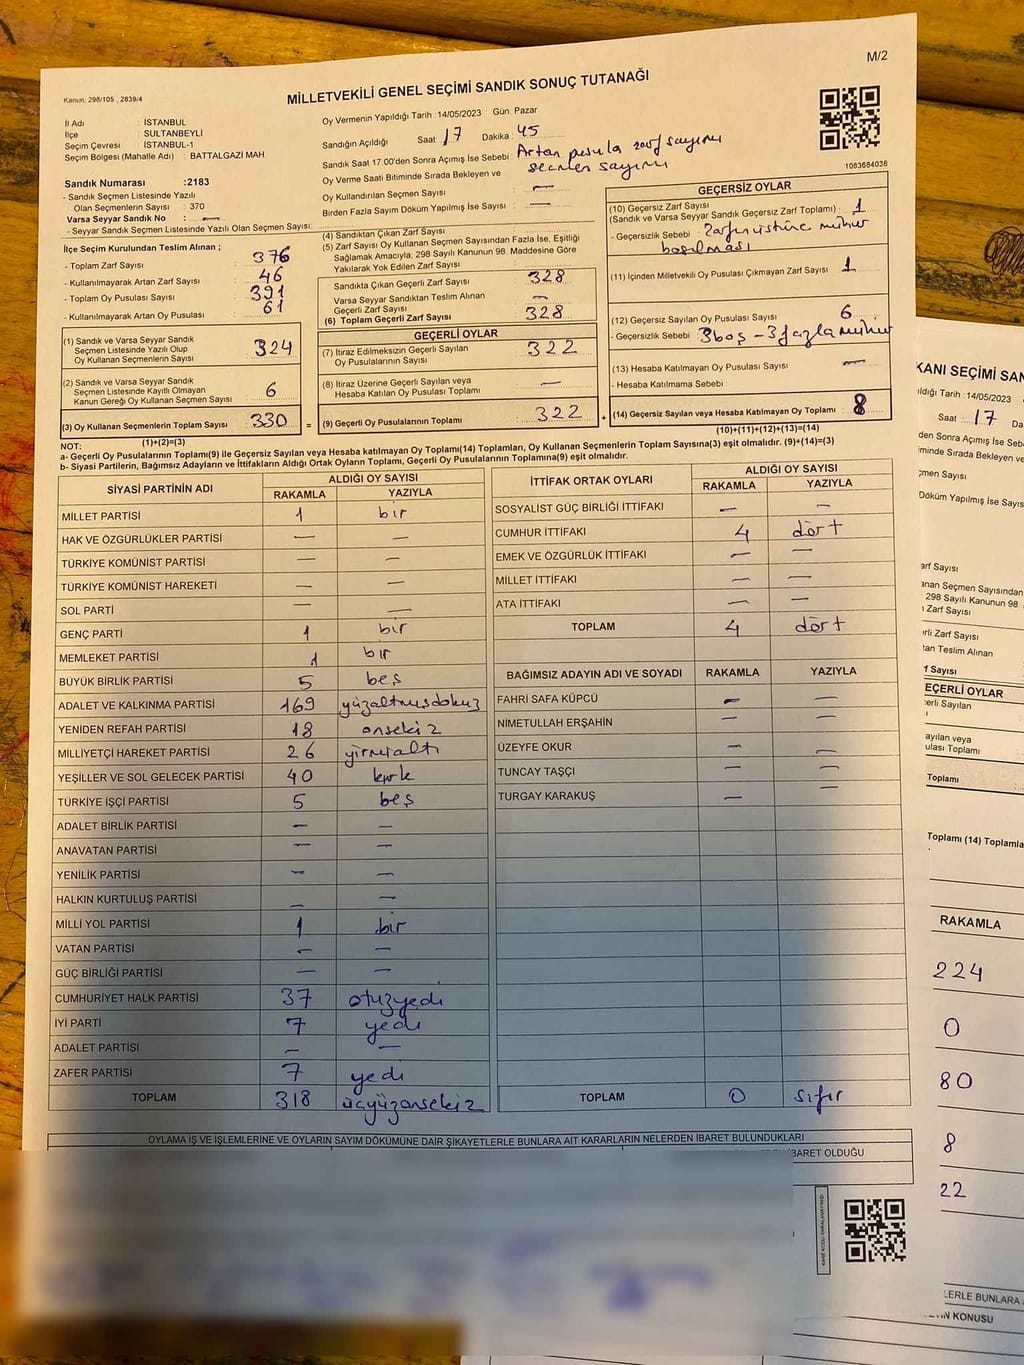 M/2
Kanun; 298/105 , 2839/4
MİLLETVEKİLİ GENEL SEÇİMİ SANDIK SONUÇ TUTANAĞI
İl Adı : İSTANBUL
İlçe : SULTANBEYLİ
Seçim Çevresi : İSTANBUL-1
Seçim Bölgesi (Mahalle Adı) : BATTALGAZİ MAH
Sandık Numarası :2183
- Sandık Seçmen Listesinde Yazılı
Olan Seçmenlerin Sayısı : 370
Varsa Seyyar Sandık No : —
- Seyyar Sandık Seçmen Listesinde Yazılı Olan Seçmen Sayısı:
İlçe Seçim Kurulundan Teslim Alınan ;
- Toplam Zarf Sayısı : 376
- Kullanılmayarak Artan Zarf Sayısı : 46
- Toplam Oy Pusulası Sayısı : 391
- Kullanılmayarak Artan Oy Pusulası : 61
(1) Sandık ve Varsa Seyyar Sandık
Seçmen Listesinde Yazılı Olup
Oy Kullanan Seçmenlerin Sayısı : 324
(2) Sandık ve Varsa Seyyar Sandık
Seçmen Listesinde Kayıtlı Olmayan
Kanun Gereği Oy Kullanan Seçmen Sayısı : 6
(3) Oy Kullanan Seçmenlerin Toplam Sayısı : 330
(1)+(2)=(3)
Oy Vermenin Yapıldığı Tarih : 14/05/2023 Gün: Pazar
Sandığın Açıldığı Saat : 17 Dakika : 45
Sandık Saat 17:00'den Sonra Açımış İse Sebebi : Artan pusula zarf sayımı
seçmen sayımı
Oy Verme Saati Bitiminde Sırada Bekleyen ve
Oy Kullandırılan Seçmen Sayısı : —
Birden Fazla Sayım Döküm Yapılmış İse Sayısı : —
(4) Sandıktan Çıkan Zarf Sayısı :
(5) Zarf Sayısı Oy Kullanan Seçmen Sayısından Fazla İse, Eşitliği
Sağlamak Amacıyla, 298 Sayılı Kanunun 98. Maddesine Göre
Yakılarak Yok Edilen Zarf Sayısı :
Sandıkta Çıkan Geçerli Zarf Sayısı : 328
Varsa Seyyar Sandıktan Teslim Alınan
Geçerli Zarf Sayısı : —
(6) Toplam Geçerli Zarf Sayısı : 328
GEÇERLİ OYLAR
(7) İtiraz Edilmeksizin Geçerli Sayılan
Oy Pusulalarının Sayısı : 322
(8) İtiraz Üzerine Geçerli Sayılan veya
Hesaba Katılan Oy Pusulası Toplamı : —
= (9) Geçerli Oy Pusulalarının Toplamı : 322 +
1083684038
GEÇERSİZ OYLAR
(10) Geçersiz Zarf Sayısı : 1
(Sandık ve Varsa Seyyar Sandık Geçersiz Zarf Toplamı)
- Geçersizlik Sebebi : Zarfın üstüne mühür
basılması
(11) İçinden Milletvekili Oy Pusulası Çıkmayan Zarf Sayısı : 1
(12) Geçersiz Sayılan Oy Pusulası Sayısı : 6
- Geçersizlik Sebebi : 3 boş - 3 fazla mühür
(13) Hesaba Katılmayan Oy Pusulası Sayısı : —
- Hesaba Katılmama Sebebi :
(14) Geçersiz Sayılan veya Hesaba Katılmayan Oy Toplamı : 8
(10)+(11)+(12)+(13)=(14)
NOT:
a- Geçerli Oy Pusulalarının Toplamı(9) ile Geçersiz Sayılan veya Hesaba katılmayan Oy Toplamı(14) Toplamları, Oy Kullanan Seçmenlerin Toplam Sayısına(3) eşit olmalıdır. (9)+(14)=(3)
b- Siyasi Partilerin, Bağımsız Adayların ve İttifakların Aldığı Ortak Oyların Toplamı, Geçerli Oy Pusulalarının Toplamına(9) eşit olmalıdır.
SİYASİ PARTİNİN ADI ALDIĞI OY SAYISI
RAKAMLA YAZIYLA
MİLLET PARTİSİ 1 bir
HAK VE ÖZGÜRLÜKLER PARTİSİ — —
TÜRKİYE KOMÜNİST PARTİSİ — —
TÜRKİYE KOMÜNİST HAREKETİ — —
SOL PARTİ — —
GENÇ PARTİ 1 bir
MEMLEKET PARTİSİ 1 bir
BÜYÜK BİRLİK PARTİSİ 5 beş
ADALET VE KALKINMA PARTİSİ 169 yüzaltmışdokuz
YENİDEN REFAH PARTİSİ 18 onsekiz
MİLLİYETÇİ HAREKET PARTİSİ 26 yirmialtı
YEŞİLLER VE SOL GELECEK PARTİSİ 40 kırk
TÜRKİYE İŞÇİ PARTİSİ 5 beş
ADALET BİRLİK PARTİSİ — —
ANAVATAN PARTİSİ — —
YENİLİK PARTİSİ — —
HALKIN KURTULUŞ PARTİSİ — —
MİLLİ YOL PARTİSİ 1 bir
VATAN PARTİSİ — —
GÜÇ BİRLİĞİ PARTİSİ — —
CUMHURİYET HALK PARTİSİ 37 otuzyedi
İYİ PARTİ 7 yedi
ADALET PARTİSİ — —
ZAFER PARTİSİ 7 yedi
TOPLAM 318 üçyüzonsekiz
İTTİFAK ORTAK OYLARI ALDIĞI OY SAYISI
RAKAMLA YAZIYLA
SOSYALİST GÜÇ BİRLİĞİ İTTİFAKI — —
CUMHUR İTTİFAKI 4 dört
EMEK VE ÖZGÜRLÜK İTTİFAKI — —
MİLLET İTTİFAKI — —
ATA İTTİFAKI — —
TOPLAM 4 dört
BAĞIMSIZ ADAYIN ADI VE SOYADI RAKAMLA YAZIYLA
FAHRİ SAFA KÜPCÜ — —
NİMETULLAH ERŞAHİN — —
ÜZEYFE OKUR — —
TUNCAY TAŞÇI — —
TURGAY KARAKUŞ — —
TOPLAM 0 sıfır
OYLAMA İŞ VE İŞLEMLERİNE VE OYLARIN SAYIM DÖKÜMÜNE DAİR ŞİKAYETLERLE BUNLARA AİT KARARLARIN NELERDEN İBARET BULUNDUKLARI
İBARET OLDUĞU
KANI SEÇİMİ SAN
ıldığı Tarih : 14/05/2023
Saat : 17
den Sonra Açımış İse Seb
minde Sırada Bekleyen ve
çmen Sayısı
Döküm Yapılmış İse Sayıs
arf Sayısı
anan Seçmen Sayısından
298 Sayılı Kanunun 98
Zarf Sayısı
rli Zarf Sayısı
tan Teslim Alınan
f Sayısı
EÇERLİ OYLAR
erli Sayılan
ayılan veya
ulası Toplamı
Toplamı
Toplamı (14) Toplamla
RAKAMLA
224
0
80
8
22
LERLE BUNLARA
N KONUSU